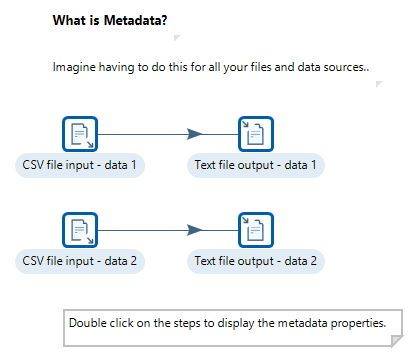 What is Metadata?
Imagine having to do this for all your files and data sources..
CSV file input - data 1
Text file output - data 1
CSV file input - data 2
Text file output - data 2
Double click on the steps to display the metadata properties.